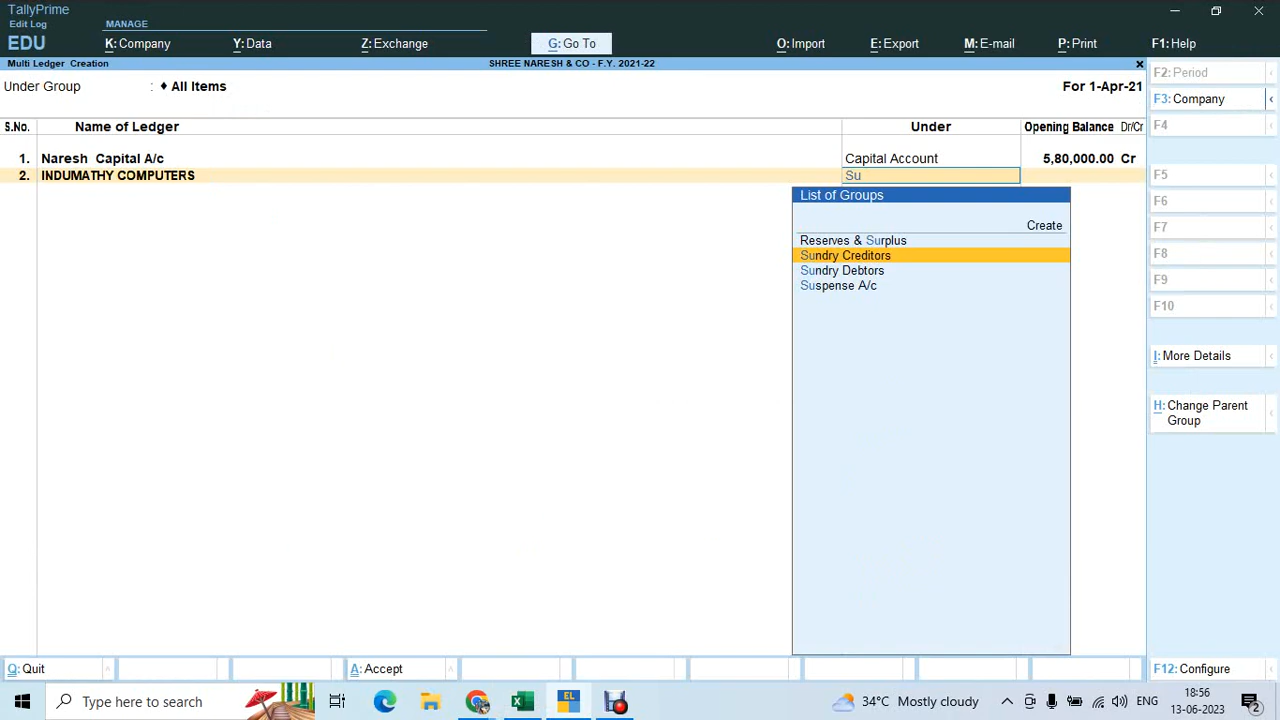 TallyPrime
Edit Log
EDU
MANAGE
K: Company
Y: Data
Z: Exchange
G: Go To
O: Import
E: Export
M: E-mail
P: Print
F1: Help
Multi Ledger Creation
SHREE NARESH & CO - F.Y. 2021-22
Under Group : ♦ All Items
For 1-Apr-21
S.No. Name of Ledger Under Opening Balance Dr/Cr
1. Naresh Capital A/c Capital Account 5,80,000.00 Cr
2. INDUMATHY COMPUTERS Su
List of Groups
Create
Reserves & Surplus
Sundry Creditors
Sundry Debtors
Suspense A/c
F2: Period
F3: Company
F4
F5
F6
F7
F8
F9
F10
I: More Details
H: Change Parent
Group
Q: Quit
A: Accept
F12: Configure
Type here to search
EL
34°C Mostly cloudy
ENG
18:56
13-06-2023
2